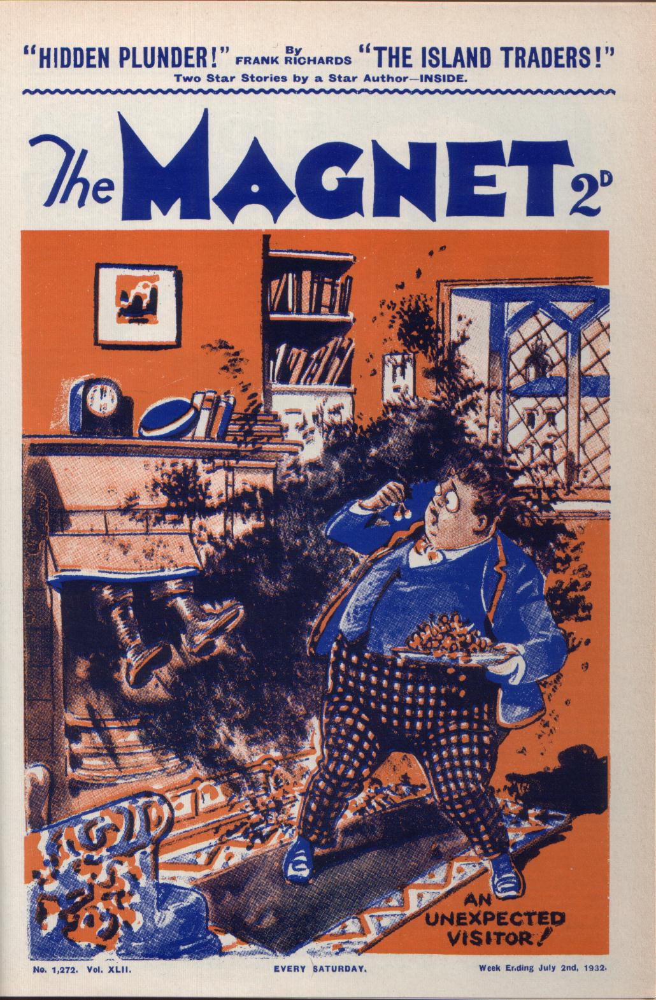 "HIDDEN PLUNDER!" By FRANK RICHARDS "THE ISLAND TRADERS!"
Two Star Stories by a Star Author—INSIDE.
The MAGNET 2D
AN
UNEXPECTED
VISITOR!
No. 1,272. Vol. XLII. EVERY SATURDAY. Week Ending July 2nd, 1932.